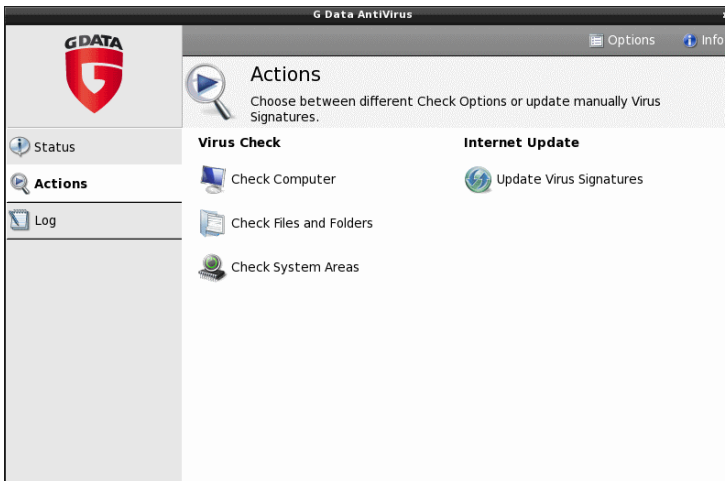 G Data AntiVirus
GDATA
Options
Info
Actions
Choose between different Check Options or update manually Virus
Signatures.
Status
Actions
Log
Virus Check
Check Computer
Check Files and Folders
Check System Areas
Internet Update
Update Virus Signatures